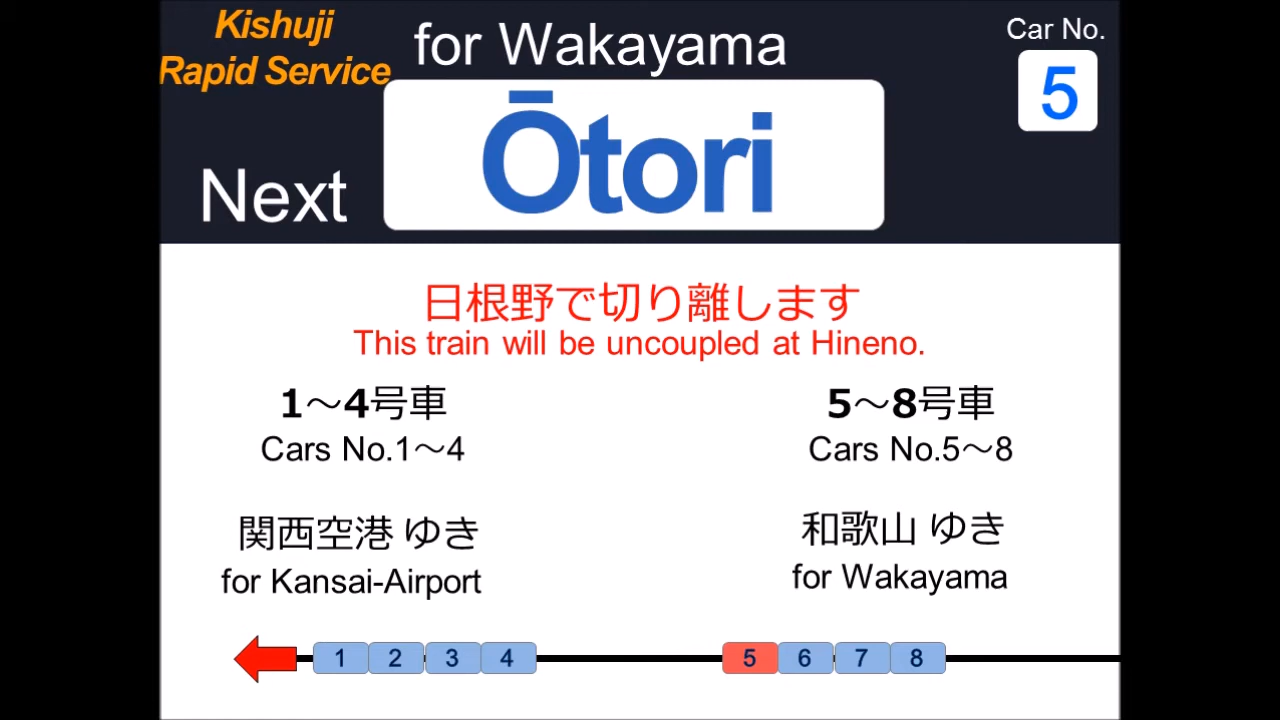 Kishuji
Rapid Service
for Wakayama
Car No.
5
Next
Ōtori
日根野で切り離します
This train will be uncoupled at Hineno.
1～4号車
Cars No.1～4
5～8号車
Cars No.5～8
関西空港 ゆき
for Kansai-Airport
和歌山 ゆき
for Wakayama
1 2 3 4 5 6 7 8